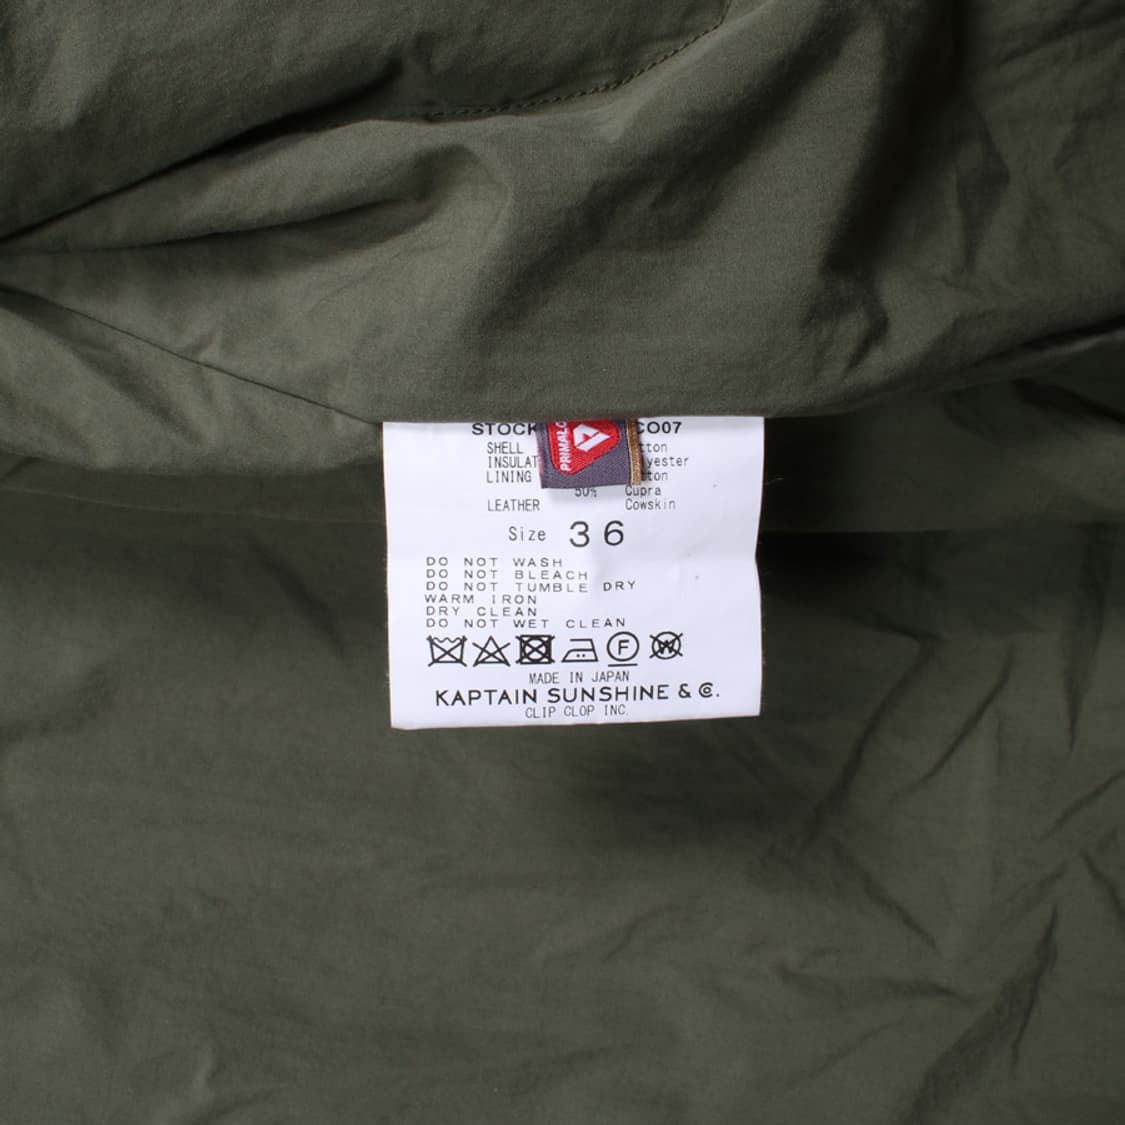 STOCK CO07
PRIMALO
SHELL
INSULAT
LINING
50% Cupra
LEATHER Cowskin
Size 36
DO NOT WASH
DO NOT BLEACH
DO NOT TUMBLE DRY
WARM IRON
DRY CLEAN
DO NOT WET CLEAN
F W
MADE IN JAPAN
KAPTAIN SUNSHINE & Co.
CLIP CLOP INC.